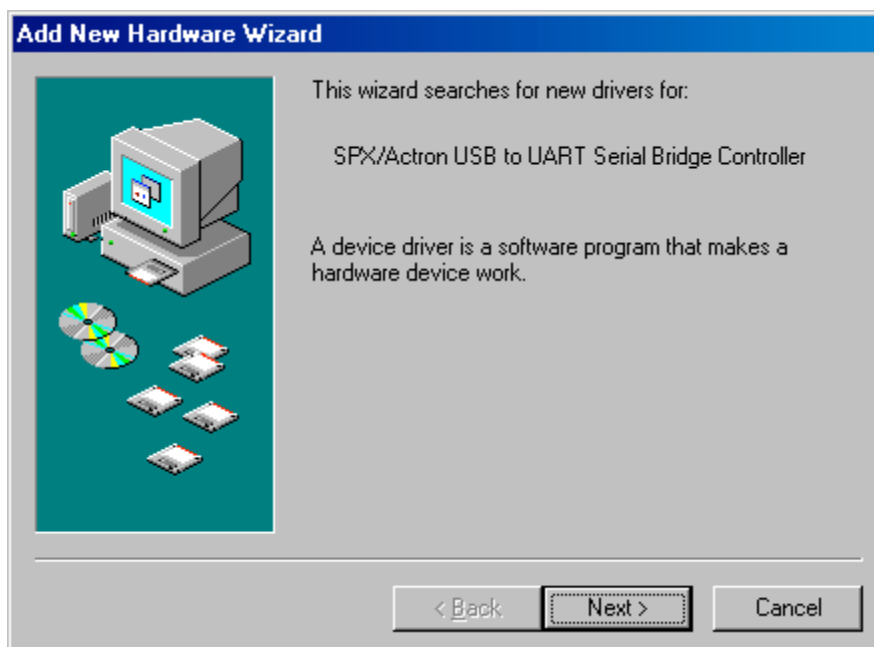 Add New Hardware Wizard
This wizard searches for new drivers for:
SPX/Actron USB to UART Serial Bridge Controller
A device driver is a software program that makes a
hardware device work.
< Back
Next >
Cancel